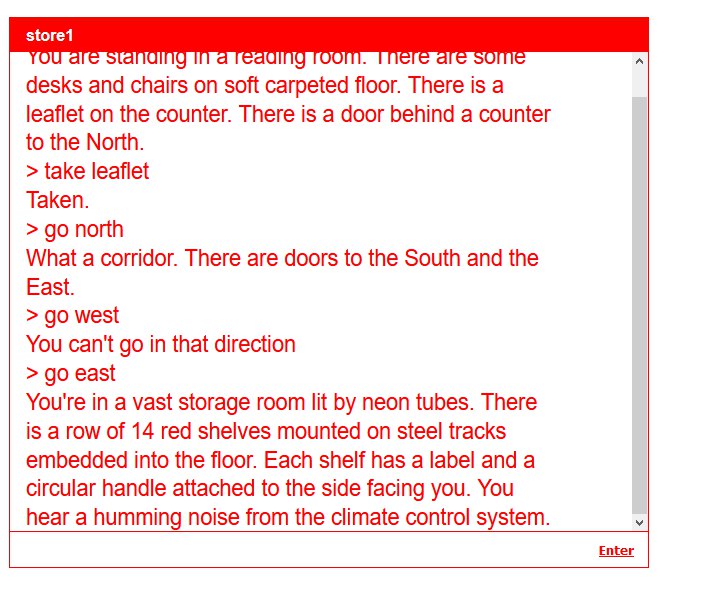 store1
You are standing in a reading room. There are some
desks and chairs on soft carpeted floor. There is a
leaflet on the counter. There is a door behind a counter
to the North.
> take leaflet
Taken.
> go north
What a corridor. There are doors to the South and the
East.
> go west
You can't go in that direction
> go east
You're in a vast storage room lit by neon tubes. There
is a row of 14 red shelves mounted on steel tracks
embedded into the floor. Each shelf has a label and a
circular handle attached to the side facing you. You
hear a humming noise from the climate control system.
Enter